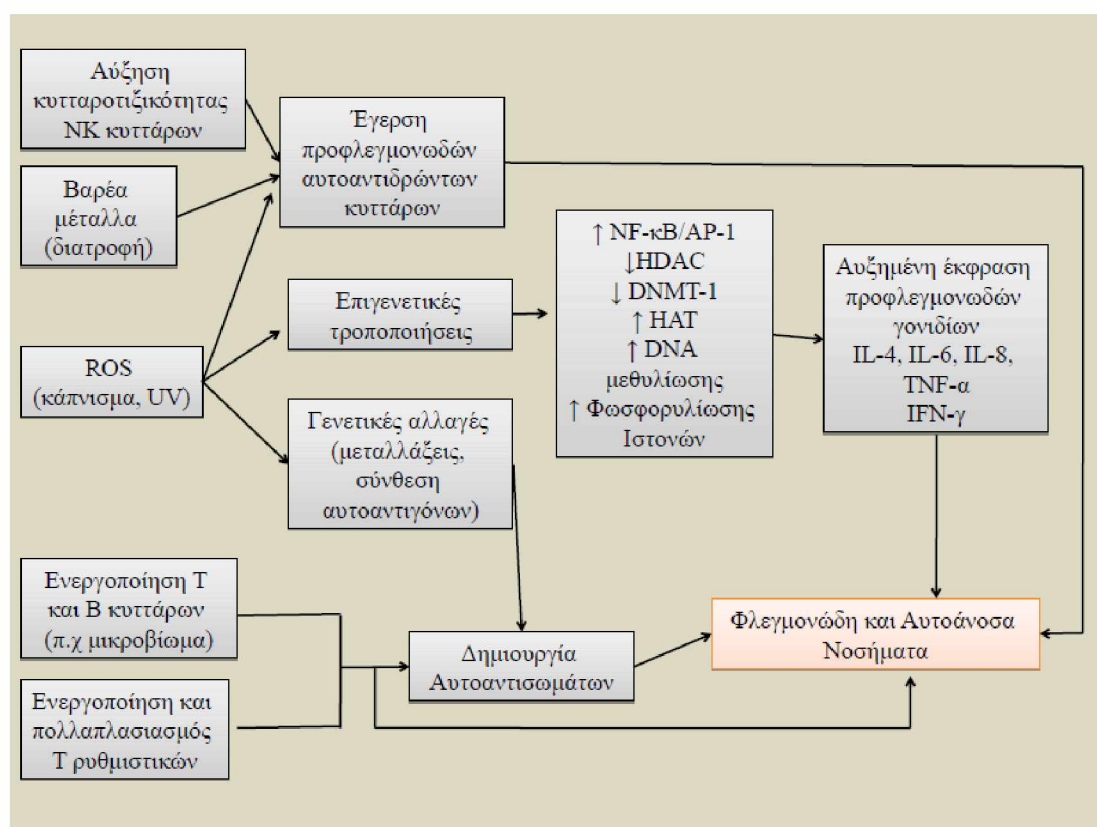 Αύξηση
κυτταροτιξικότητας
ΝΚ κυττάρων
Βαρέα
μέταλλα
(διατροφή)
Έγερση
προφλεγμονωδών
αυτοαντιδρώντων
κυττάρων
ROS
(κάπνισμα, UV)
Επιγενετικές
τροποποιήσεις
Γενετικές αλλαγές
(μεταλλάξεις,
σύνθεση
αυτοαντιγόνων)
↑ NF-κB/AP-1
↓HDAC
↓ DNMT-1
↑ HAT
↑ DNA
μεθυλίωσης
↑ Φωσφορυλίωσης
Ιστονών
Αυξημένη έκφραση
προφλεγμονωδών
γονιδίων
IL-4, IL-6, IL-8,
TNF-α
IFN-γ
Ενεργοποίηση Τ
και Β κυττάρων
(π.χ μικροβίωμα)
Ενεργοποίηση και
πολλαπλασιασμός
Τ ρυθμιστικών
Δημιουργία
Αυτοαντισωμάτων
Φλεγμονώδη και Αυτοάνοσα
Νοσήματα